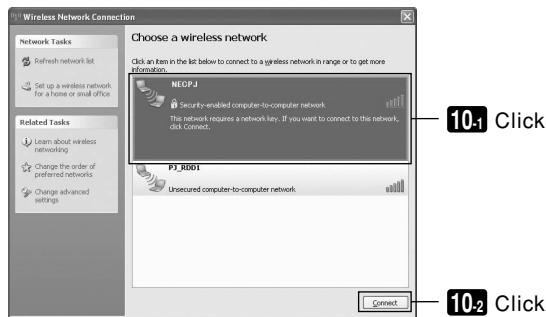 Wireless Network Connection
Network Tasks
Refresh network list
Set up a wireless network
for a home or small office
Related Tasks
Learn about wireless
networking
Change the order of
preferred networks
Change advanced
settings
Choose a wireless network
Click an item in the list below to connect to a wireless network in range or to get more
information.
NECPJ
Security-enabled computer-to-computer network
This network requires a network key. If you want to connect to this network,
click Connect.
PJ_RDD1
Unsecured computer-to-computer network
Connect
10-1 Click
10-2 Click